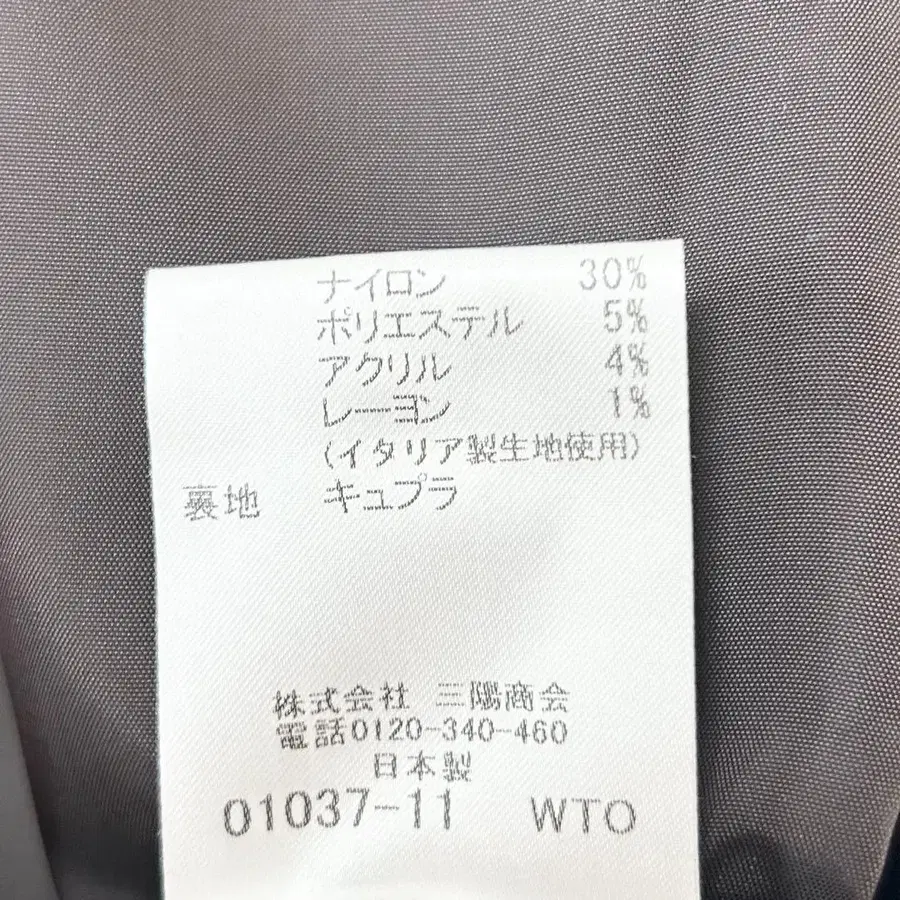 ナイロン 30%
ポリエステル 5%
アクリル 4%
レーヨン 1%
(イタリア製生地使用)
裏地 キュプラ
株式会社 三陽商会
電話0120-340-460
日本製
01037-11 WTO